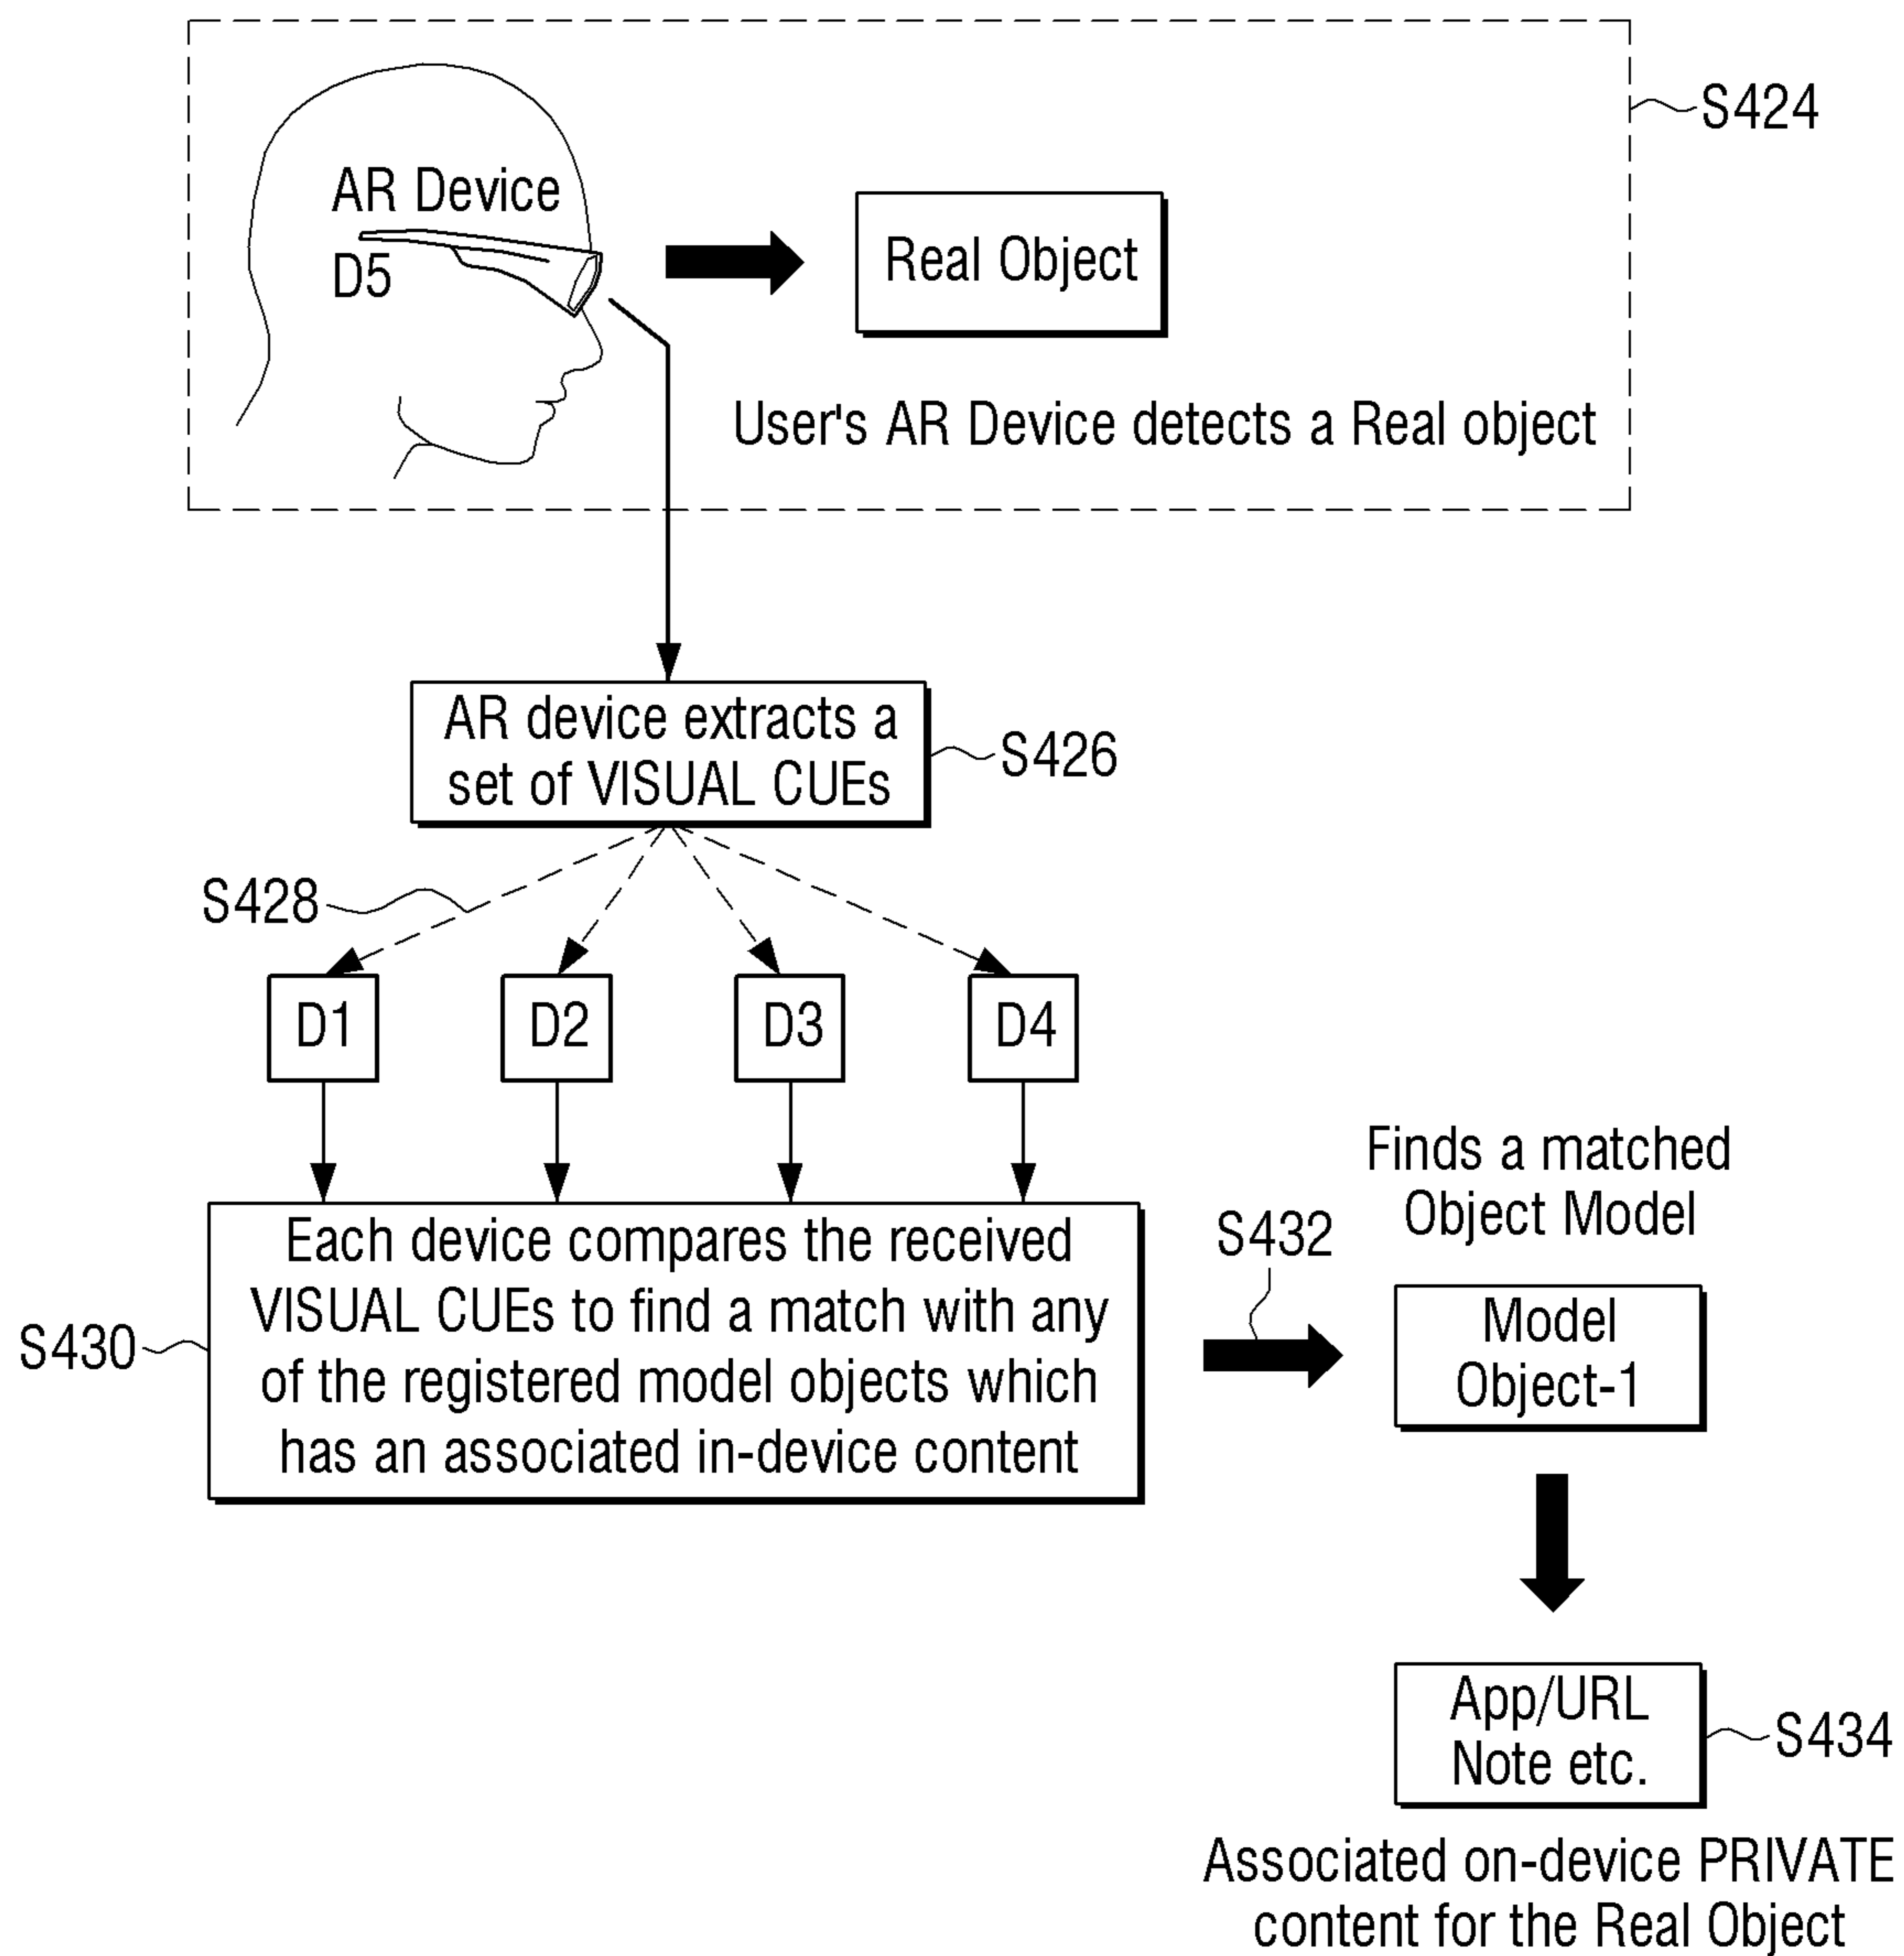 S424
AR Device
D5
Real Object
User's AR Device detects a Real object
AR device extracts a
set of VISUAL CUEs
S426
S428
D1
D2
D3
D4
Each device compares the received
VISUAL CUEs to find a match with any
of the registered model objects which
has an associated in-device content
S430
S432
Finds a matched
Object Model
Model
Object-1
App/URL
Note etc.
S434
Associated on-device PRIVATE
content for the Real Object